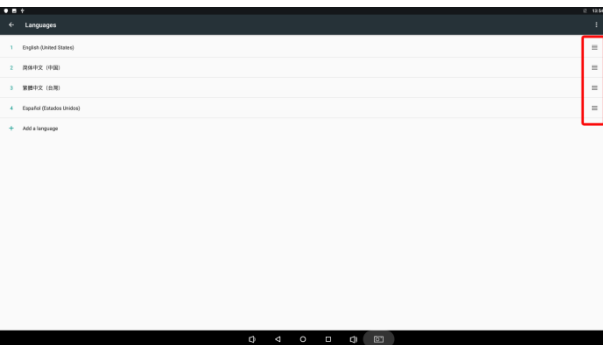 Languages
1 English (United States)
2 简体中文 (中国)
3 繁體中文 (台灣)
4 Español (Estados Unidos)
+ Add a language